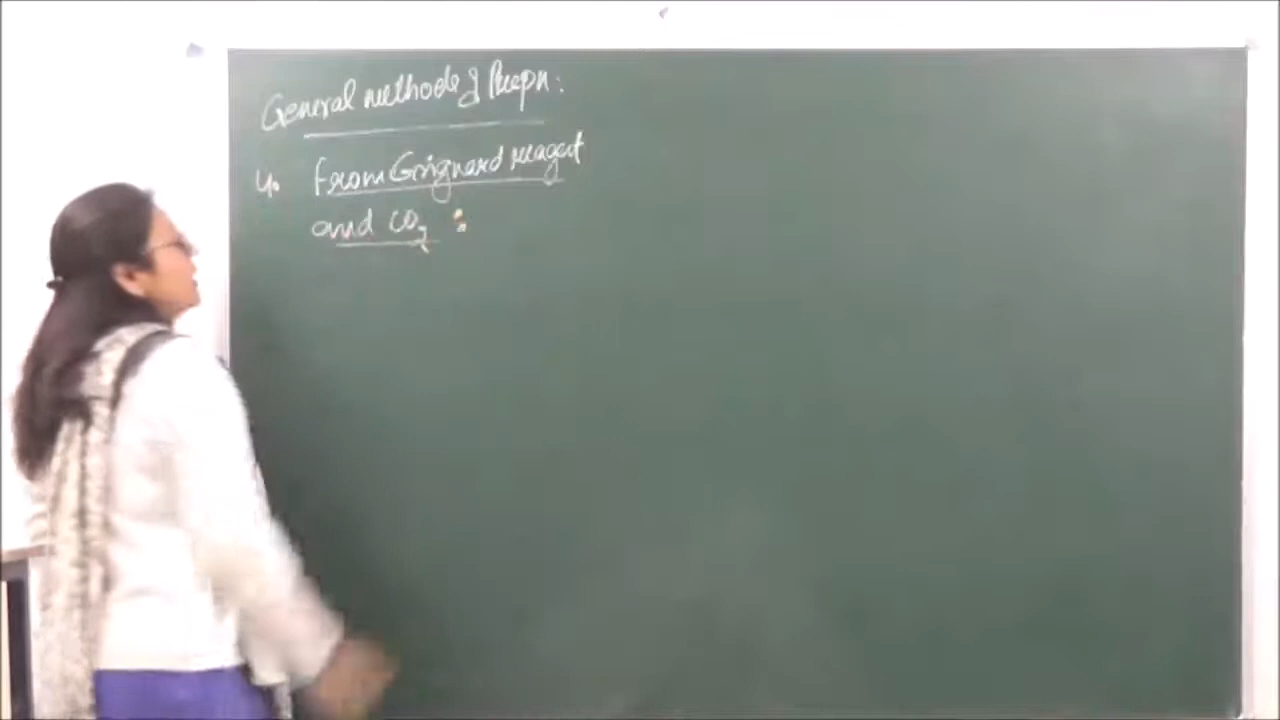 General methods of Prepn:
4. From Grignard reagent
and CO2 :